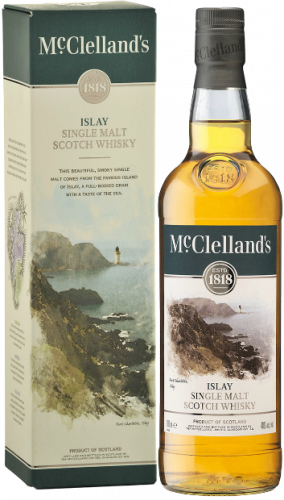 McClelland's
ESTD
1818
ISLAY
SINGLE MALT
SCOTCH WHISKY
THIS BEAUTIFUL, SMOKY SINGLE
MALT COMES FROM THE FAMOUS ISLAND
OF ISLAY, A FULL-BODIED DRAM
WITH A TASTE OF THE SEA.
PRODUCT OF SCOTLAND
1818
McClelland's
ESTD
1818
ISLAY
SINGLE MALT
SCOTCH WHISKY
PRODUCT OF SCOTLAND